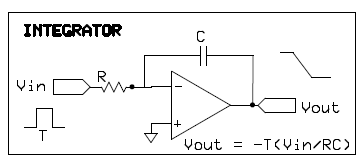 INTEGRATOR
C
R
Vin
Vout
T
Vout = -T(Vin/RC)